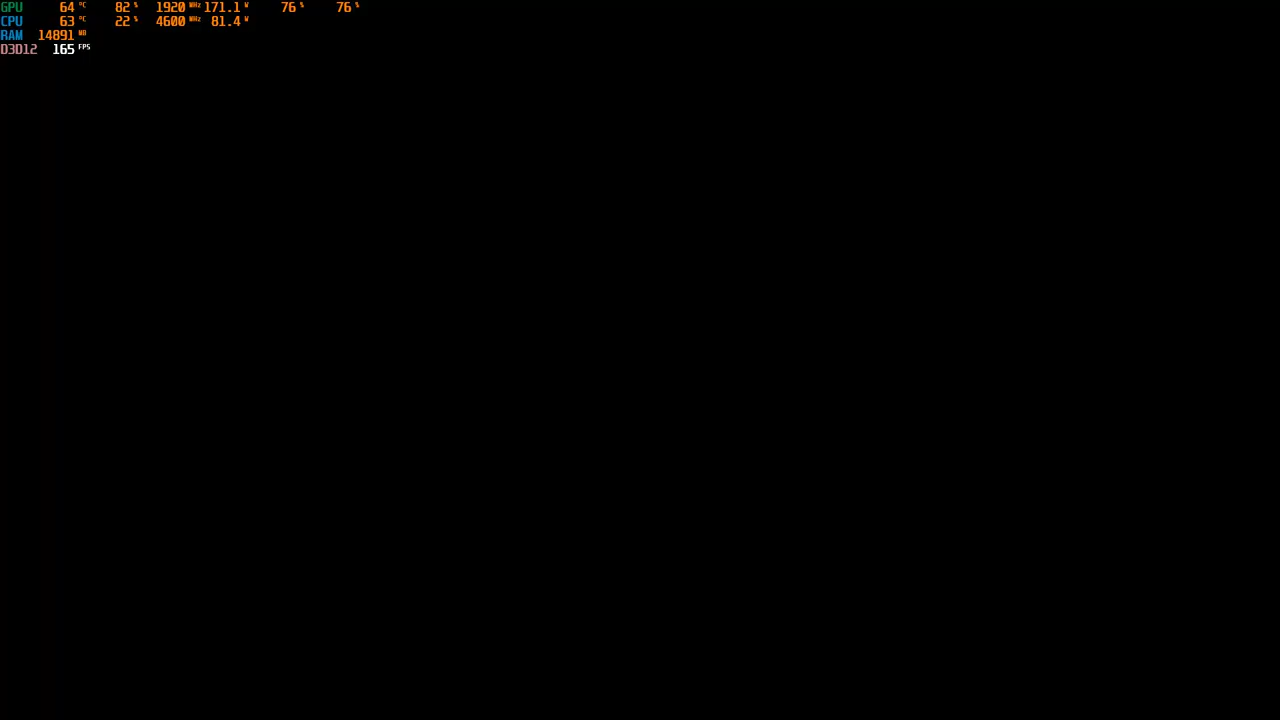 GPU 64 °C 82 % 1920 MHz 171.1 W 76 % 76 %
CPU 63 °C 22 % 4600 MHz 81.4 W
RAM 14891 MB
D3D12 165 FPS